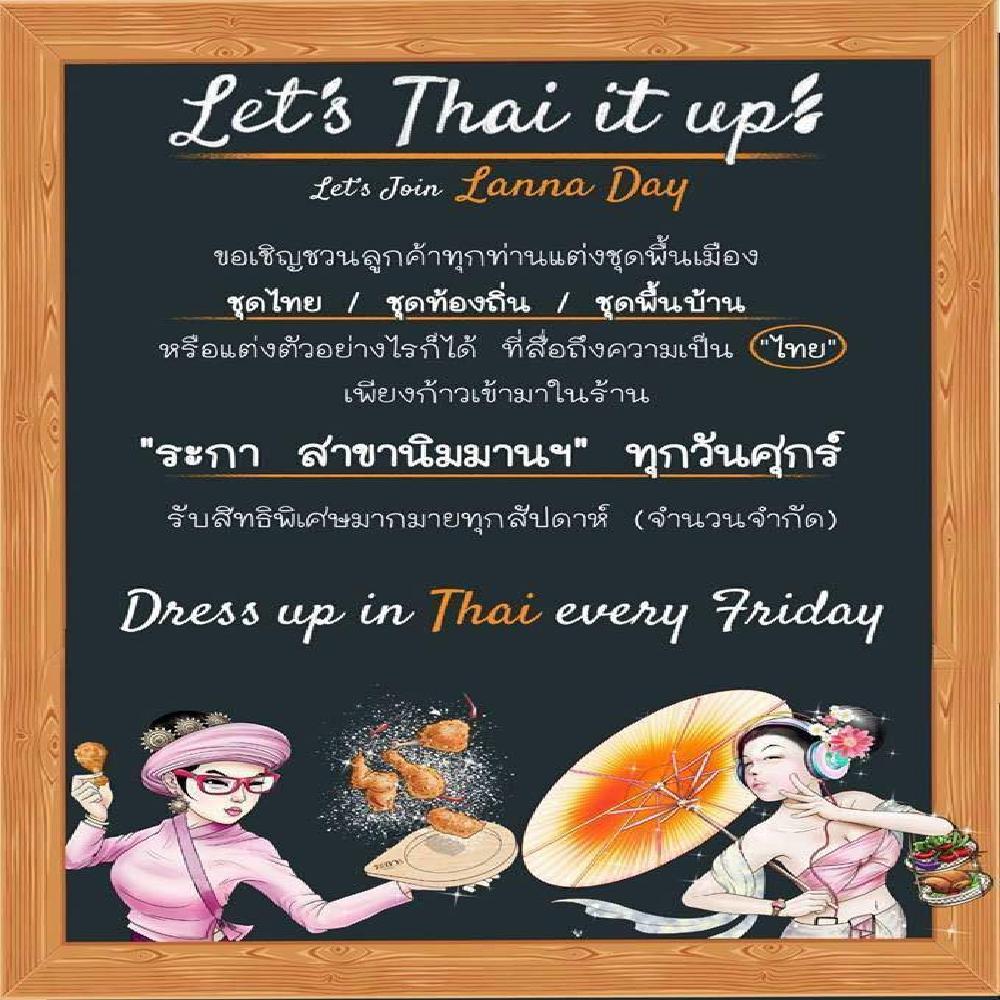 Let's Thai it up
Let's Join Lanna Day
ขอเชิญชวนลูกค้าทุกท่านแต่งชุดพื้นเมือง
ชุดไทย / ชุดท้องถิ่น / ชุดพื้นบ้าน
หรือแต่งตัวอย่างไรก็ได้ ที่สื่อถึงความเป็น "ไทย"
เพียงก้าวเข้ามาในร้าน
"ระกา สาขานิมมานฯ" ทุกวันศุกร์
รับสิทธิพิเศษมากมายทุกสัปดาห์ (จำนวนจำกัด)
Dress up in Thai every Friday